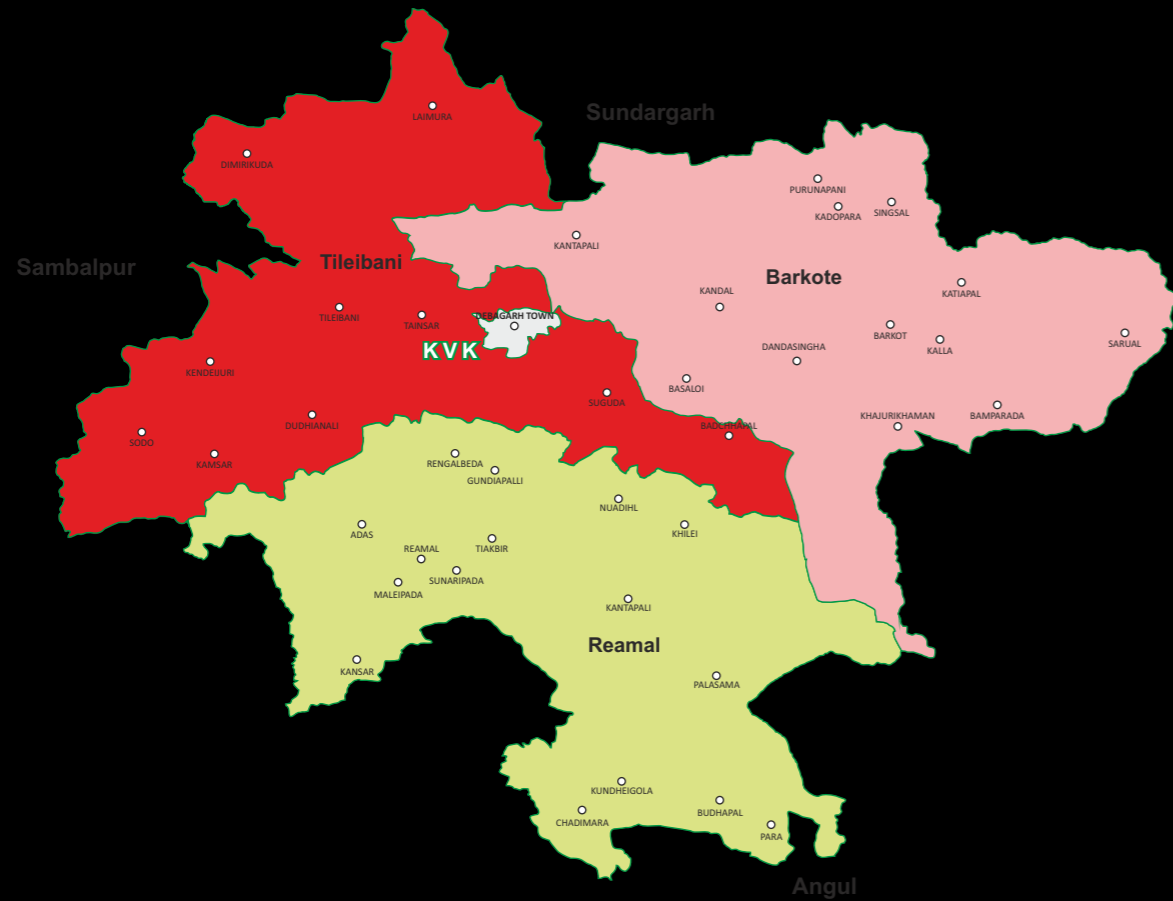 LAIMURA
Sundargarh
DIMIRIKUDA
PURUNAPANI
KADOPARA
SINGSAL
KANTAPALI
Sambalpur
Tileibani
Barkote
KATIAPAL
KANDAL
TILEIBANI
TAINSAR
DEBAGARH TOWN
BARKOT
KALLA
SARUAL
KVK
DANDASINGHA
KENDEIJURI
BASALOI
SUGUDA
DUDHIANALI
KHAJURIKHAMAN
BAMPARADA
BADCHHAPAL
SODO
KAMSAR
RENGALBEDA
GUNDIAPALLI
NUADIHL
ADAS
KHILEI
REAMAL
TIAKBIR
SUNARIPADA
MALEIPADA
KANTAPALI
Reamal
KANSAR
PALASAMA
KUNDHEIGOLA
BUDHAPAL
CHADIMARA
PARA
Angul